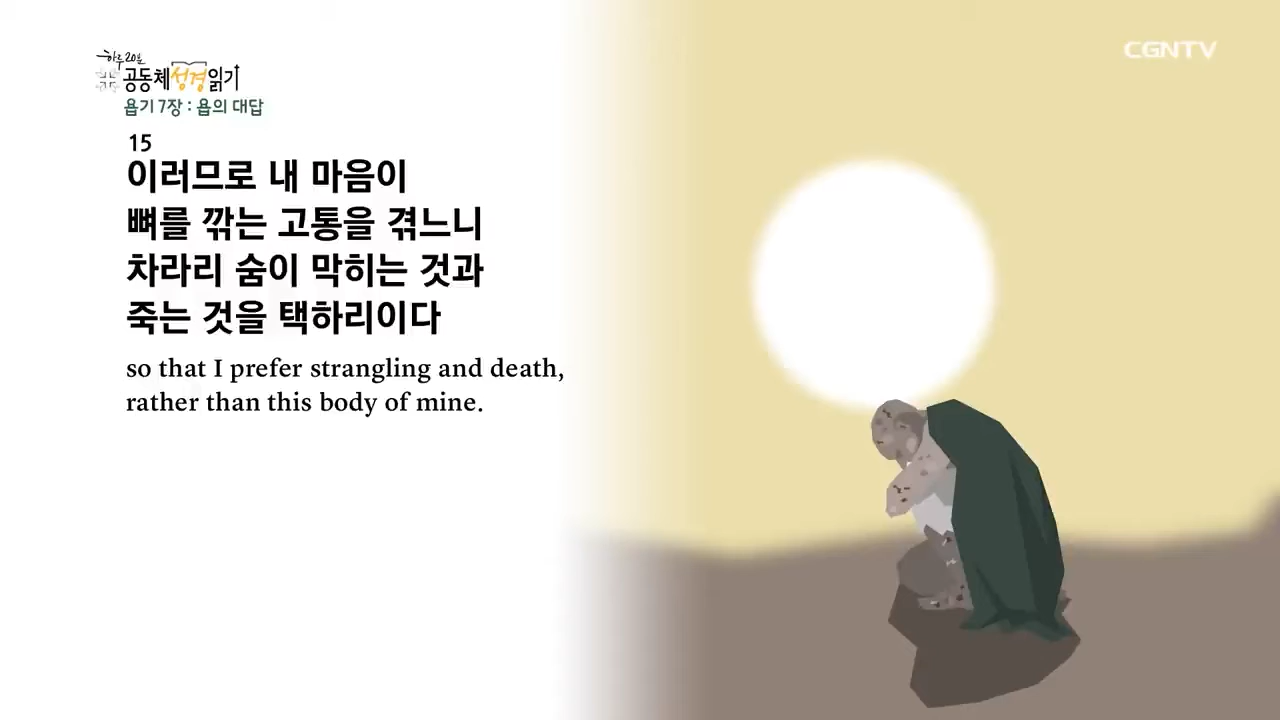 하루 20분
공동체성경읽기
CGNTV
욥기 7장 : 욥의 대답
15
이러므로 내 마음이
뼈를 깎는 고통을 겪느니
차라리 숨이 막히는 것과
죽는 것을 택하리이다
so that I prefer strangling and death,
rather than this body of mine.